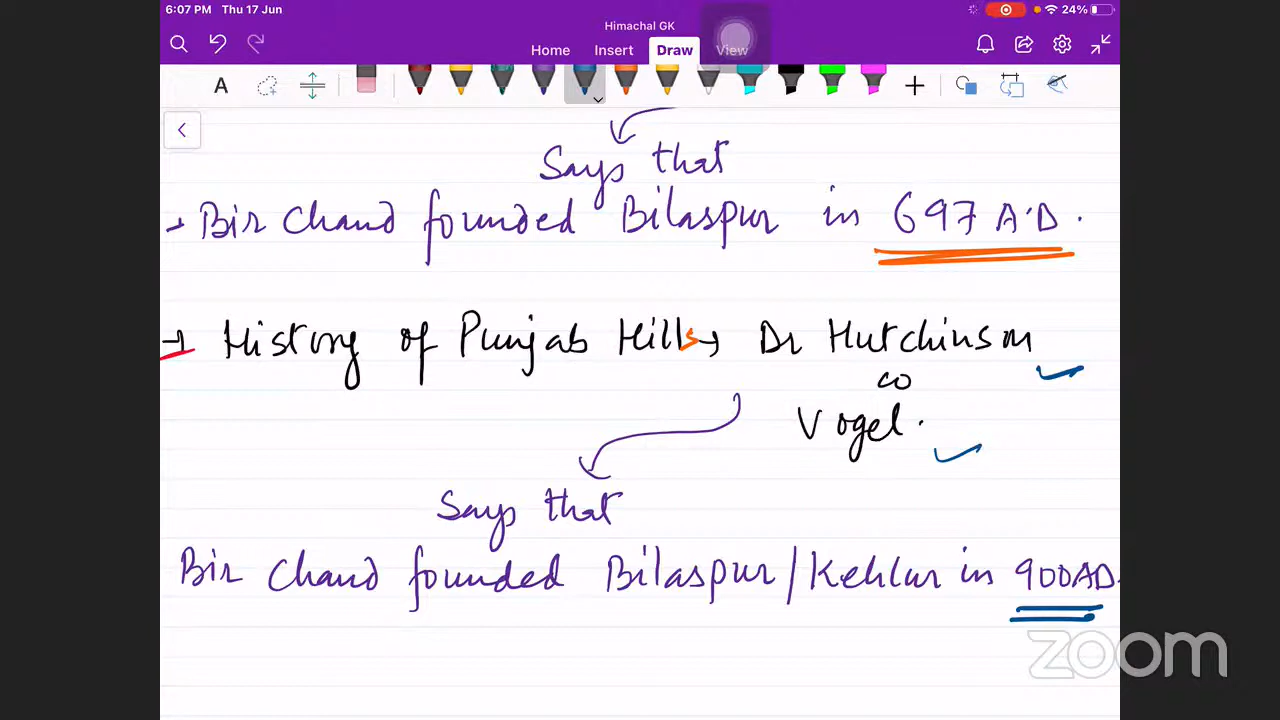 6:07 PM Thu 17 Jun
24%
Himachal GK
Home Insert Draw View
A
Says that
→ Bir Chand founded Bilaspur in 697 A.D.
→ History of Punjab Hills → Dr Hutchinson
co
Vogel.
Says that
Bir Chand founded Bilaspur/Kehlur in 900AD.
zoom